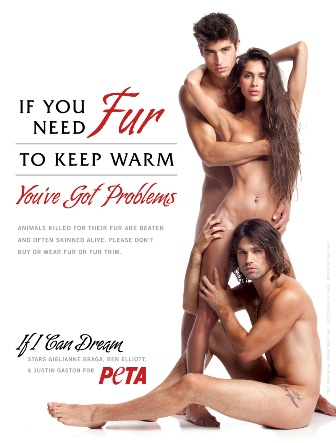 IF YOU
NEED Fur
TO KEEP WARM
You've Got Problems
ANIMALS KILLED FOR THEIR FUR ARE BEATEN
AND OFTEN SKINNED ALIVE. PLEASE DON'T
BUY OR WEAR FUR OR FUR TRIM.
If I Can Dream
STARS GIGLIANNE BRAGA, BEN ELLIOTT,
& JUSTIN GASTON FOR PETA